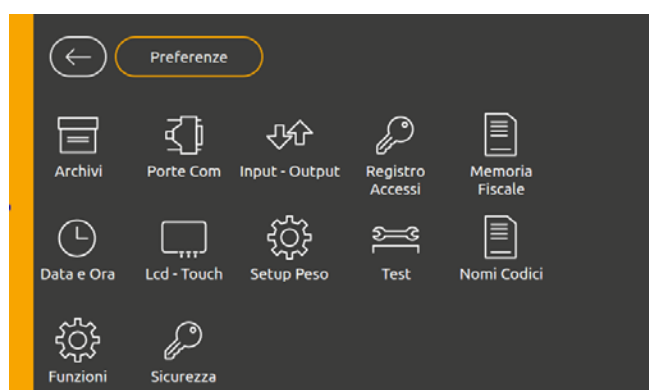 Preferenze
Archivi
Porte Com
Input - Output
Registro
Accessi
Memoria
Fiscale
Data e Ora
Lcd - Touch
Setup Peso
Test
Nomi Codici
Funzioni
Sicurezza